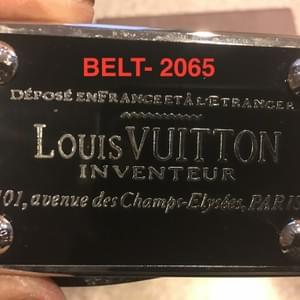 BELT- 2065
DÉPOSÉ EN FRANCE ET À L'ETRANGER
LOUIS VUITTON
INVENTEUR
101, avenue des Champs-Elysées, PARIS